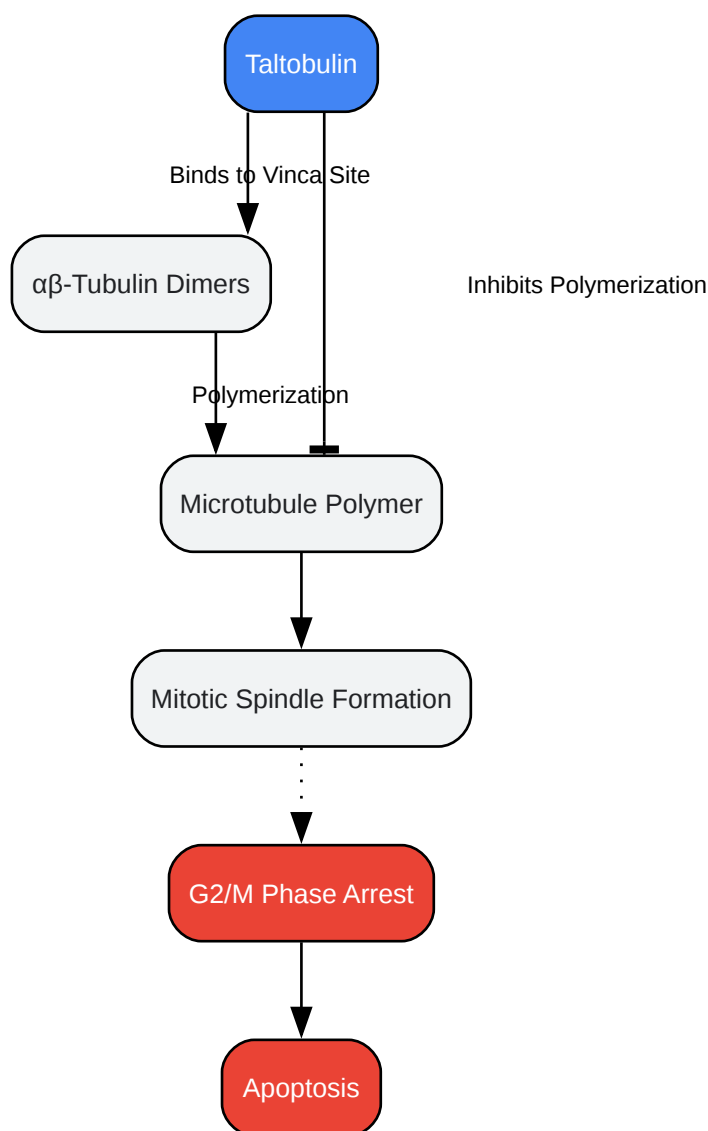 Taltobulin
Binds to Vinca Site
αβ-Tubulin Dimers
Inhibits Polymerization
Polymerization
Microtubule Polymer
Mitotic Spindle Formation
G2/M Phase Arrest
Apoptosis